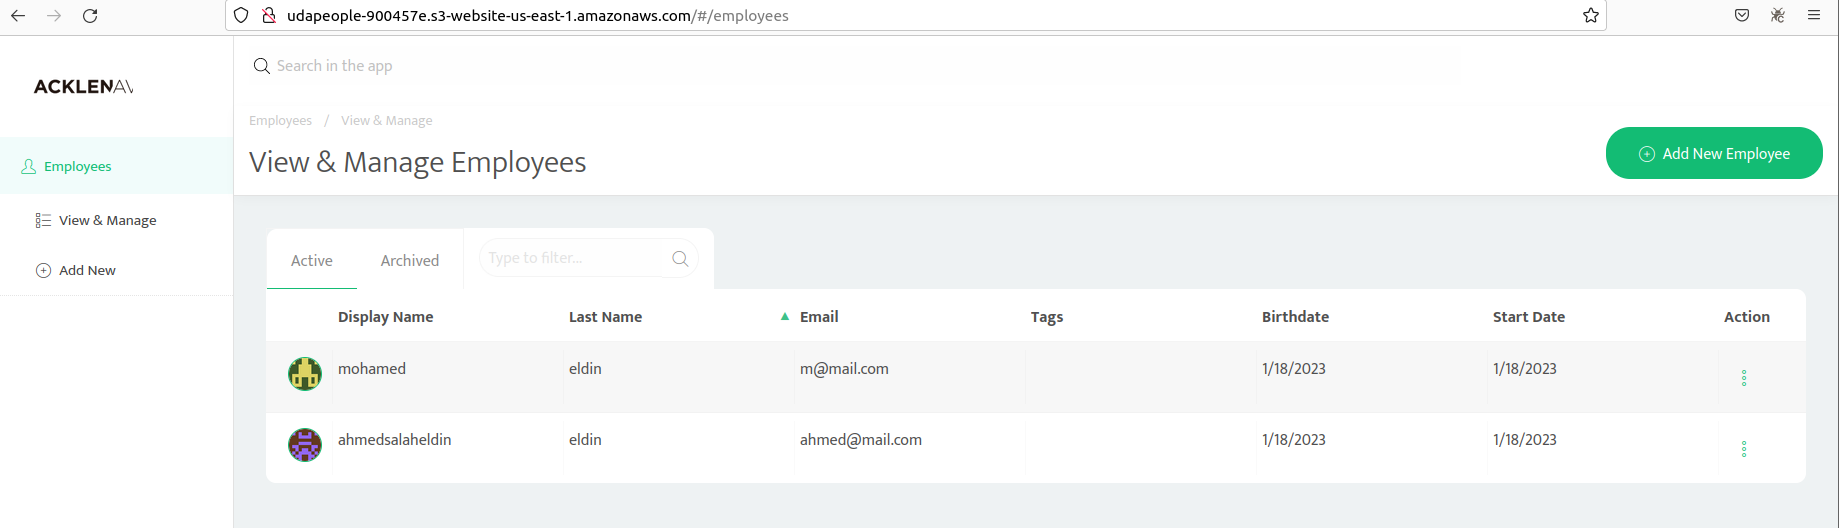 udapeople-900457e.s3-website-us-east-1.amazonaws.com/#/employees
Search in the app
ACKLENAV
Employees / View & Manage
View & Manage Employees
Add New Employee
Employees
View & Manage
Add New
Active Archived Type to filter...
Display Name Last Name Email Tags Birthdate Start Date Action
mohamed eldin m@mail.com 1/18/2023 1/18/2023
ahmedsalaheldin eldin ahmed@mail.com 1/18/2023 1/18/2023